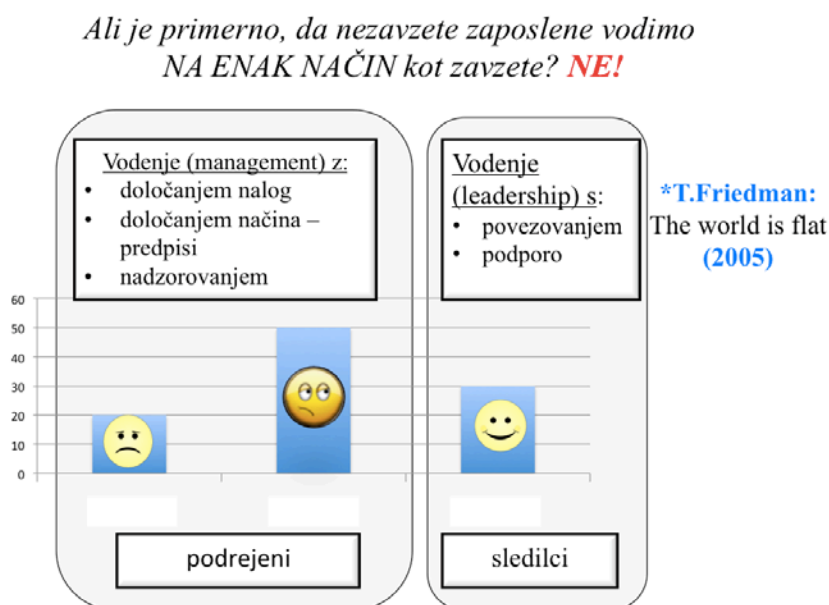 Ali je primerno, da nezavzete zaposlene vodimo
NA ENAK NAČIN kot zavzete? NE!
Vodenje (management) z:
• določanjem nalog
• določanjem načina –
predpisi
• nadzorovanjem
Vodenje
(leadership) s:
• povezovanjem
• podporo
*T.Friedman:
The world is flat
(2005)
60
50
40
30
20
10
0
podrejeni
sledilci